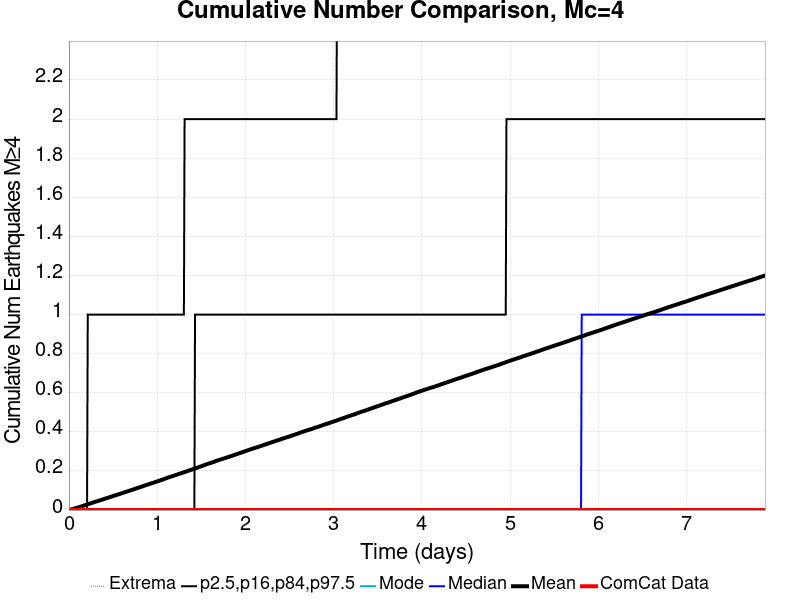 Cumulative Number Comparison, Mc=4
Cumulative Num Earthquakes M≥4
2.2
2
1.8
1.6
1.4
1.2
1
0.8
0.6
0.4
0.2
0
0 1 2 3 4 5 6 7
Time (days)
Extrema p2.5,p16,p84,p97.5 Mode Median Mean ComCat Data